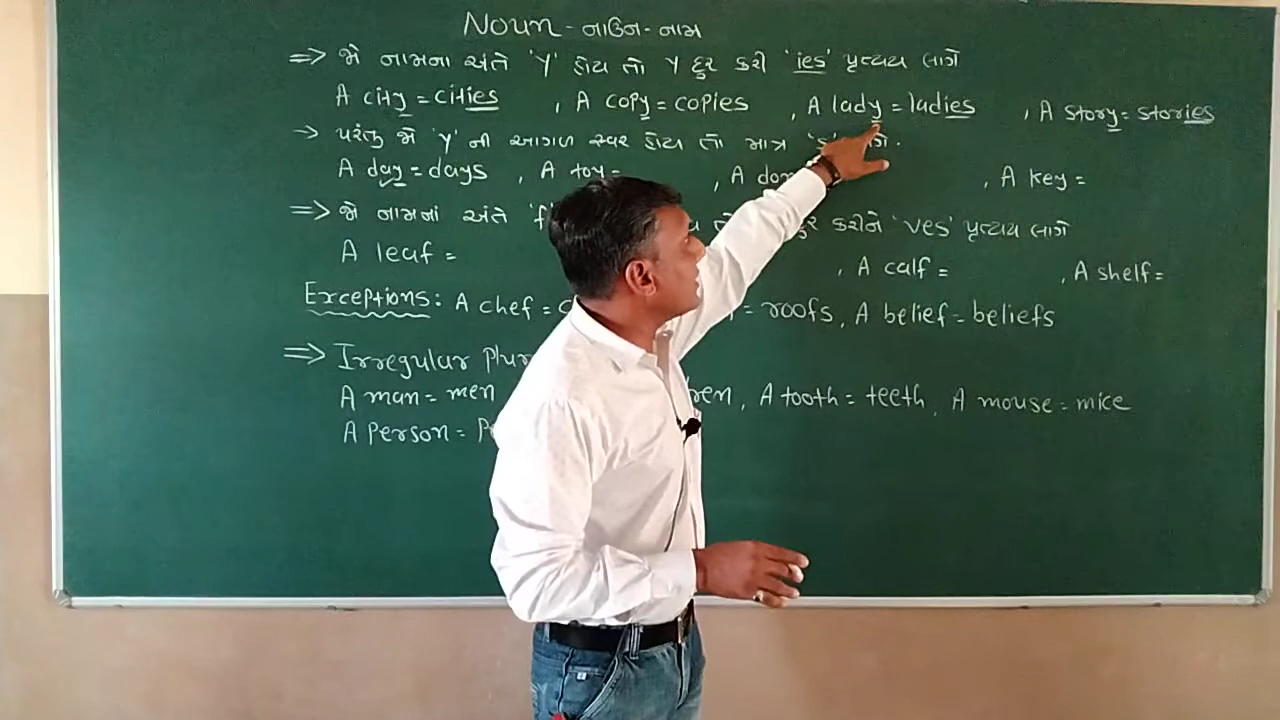 Noun - નાઉન - નામ
=> જો નામના અંતે 'Y' હોય તો Y દુર કરી 'ies' પ્રત્યય લાગે
A city = cities , A copy = copies , A lady = ladies , A story = stories
-> પરંતુ જો 'Y' ની આગળ સ્વર હોય તો માત્ર
A day = days , A toy = , A , A key =
=> જો નામનાં અંતે કરીને 'ves' પ્રત્યય લાગે
A leaf = , A calf = , A shelf =
Exceptions : A chef = = roofs, A belief = beliefs
=> Irregular
A man = men , A tooth = teeth , A mouse = mice
A Person =